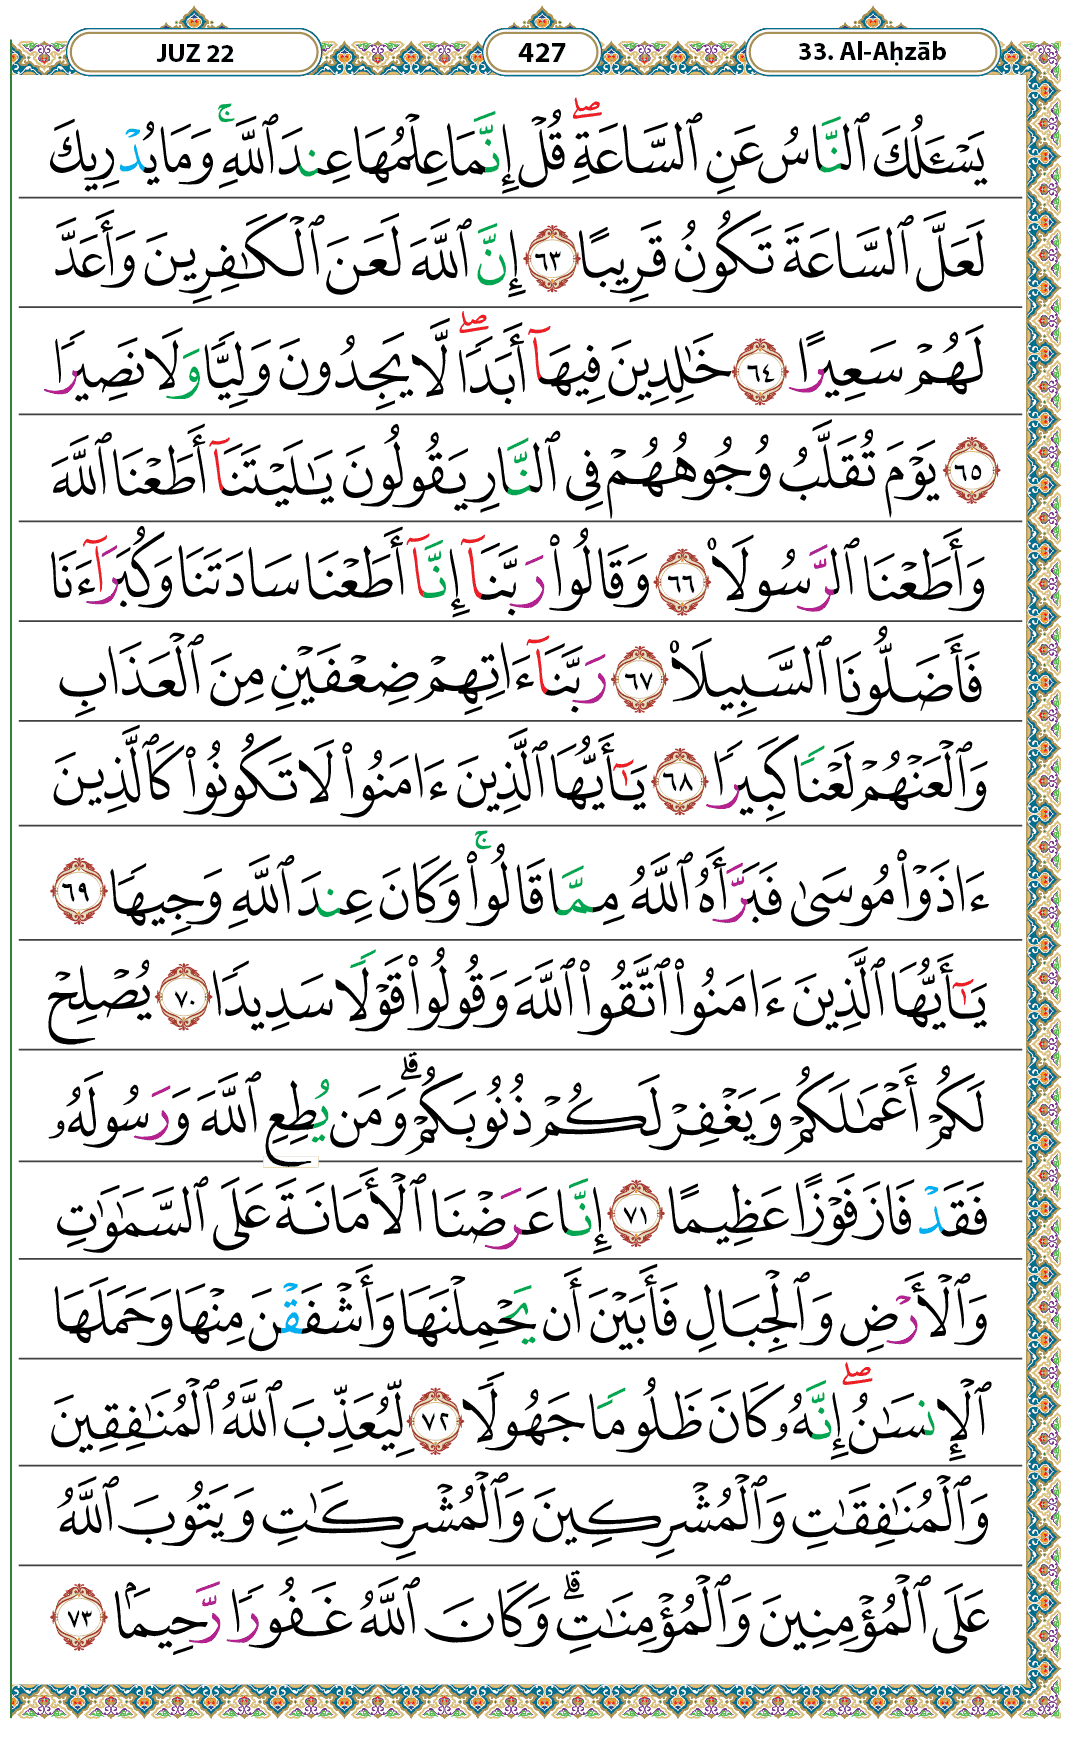 JUZ 22
427
33. Al-Aḥzāb
يَسْـَٔلُكَ ٱلنَّاسُ عَنِ ٱلسَّاعَةِ ۖ قُلْ إِنَّمَا عِلْمُهَا عِندَ ٱللَّهِ ۚ وَمَا يُدْرِيكَ
لَعَلَّ ٱلسَّاعَةَ تَكُونُ قَرِيبًا ٦٣ إِنَّ ٱللَّهَ لَعَنَ ٱلْكَـٰفِرِينَ وَأَعَدَّ
لَهُمْ سَعِيرًا ٦٤ خَـٰلِدِينَ فِيهَآ أَبَدًا ۖ لَّا يَجِدُونَ وَلِيًّا وَلَا نَصِيرًا
٦٥ يَوْمَ تُقَلَّبُ وُجُوهُهُمْ فِى ٱلنَّارِ يَقُولُونَ يَـٰلَيْتَنَآ أَطَعْنَا ٱللَّهَ
وَأَطَعْنَا ٱلرَّسُولَا۠ ٦٦ وَقَالُوا۟ رَبَّنَآ إِنَّآ أَطَعْنَا سَادَتَنَا وَكُبَرَآءَنَا
فَأَضَلُّونَا ٱلسَّبِيلَا۠ ٦٧ رَبَّنَآ ءَاتِهِمْ ضِعْفَيْنِ مِنَ ٱلْعَذَابِ
وَٱلْعَنْهُمْ لَعْنًا كَبِيرًا ٦٨ يَـٰٓأَيُّهَا ٱلَّذِينَ ءَامَنُوا۟ لَا تَكُونُوا۟ كَٱلَّذِينَ
ءَاذَوْا۟ مُوسَىٰ فَبَرَّأَهُ ٱللَّهُ مِمَّا قَالُوا۟ ۚ وَكَانَ عِندَ ٱللَّهِ وَجِيهًا ٦٩
يَـٰٓأَيُّهَا ٱلَّذِينَ ءَامَنُوا۟ ٱتَّقُوا۟ ٱللَّهَ وَقُولُوا۟ قَوْلًا سَدِيدًا ٧٠ يُصْلِحْ
لَكُمْ أَعْمَـٰلَكُمْ وَيَغْفِرْ لَكُمْ ذُنُوبَكُمْ ۗ وَمَن يُطِعِ ٱللَّهَ وَرَسُولَهُۥ
فَقَدْ فَازَ فَوْزًا عَظِيمًا ٧١ إِنَّا عَرَضْنَا ٱلْأَمَانَةَ عَلَى ٱلسَّمَـٰوَٰتِ
وَٱلْأَرْضِ وَٱلْجِبَالِ فَأَبَيْنَ أَن يَحْمِلْنَهَا وَأَشْفَقْنَ مِنْهَا وَحَمَلَهَا
ٱلْإِنسَـٰنُ ۖ إِنَّهُۥ كَانَ ظَلُومًا جَهُولًا ٧٢ لِّيُعَذِّبَ ٱللَّهُ ٱلْمُنَـٰفِقِينَ
وَٱلْمُنَـٰفِقَـٰتِ وَٱلْمُشْرِكِينَ وَٱلْمُشْرِكَـٰتِ وَيَتُوبَ ٱللَّهُ
عَلَى ٱلْمُؤْمِنِينَ وَٱلْمُؤْمِنَـٰتِ ۗ وَكَانَ ٱللَّهُ غَفُورًا رَّحِيمًۢا ٧٣